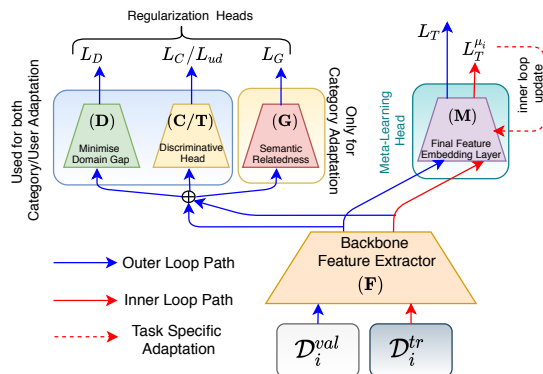 Regularization Heads
L_D
L_C/L_{ud}
L_G
L_T
L_T^{μ_i}
Used for both
Category/User Adaptation
(D)
Minimise
Domain Gap
(C/T)
Discriminative
Head
(G)
Semantic
Relatedness
Only for
Category Adaptation
Meta-Learning
Head
(M)
Final Feature
Embedding Layer
inner loop
update
Backbone
Feature Extractor
(F)
Outer Loop Path
Inner Loop Path
Task Specific
Adaptation
D_i^{val}
D_i^{tr}